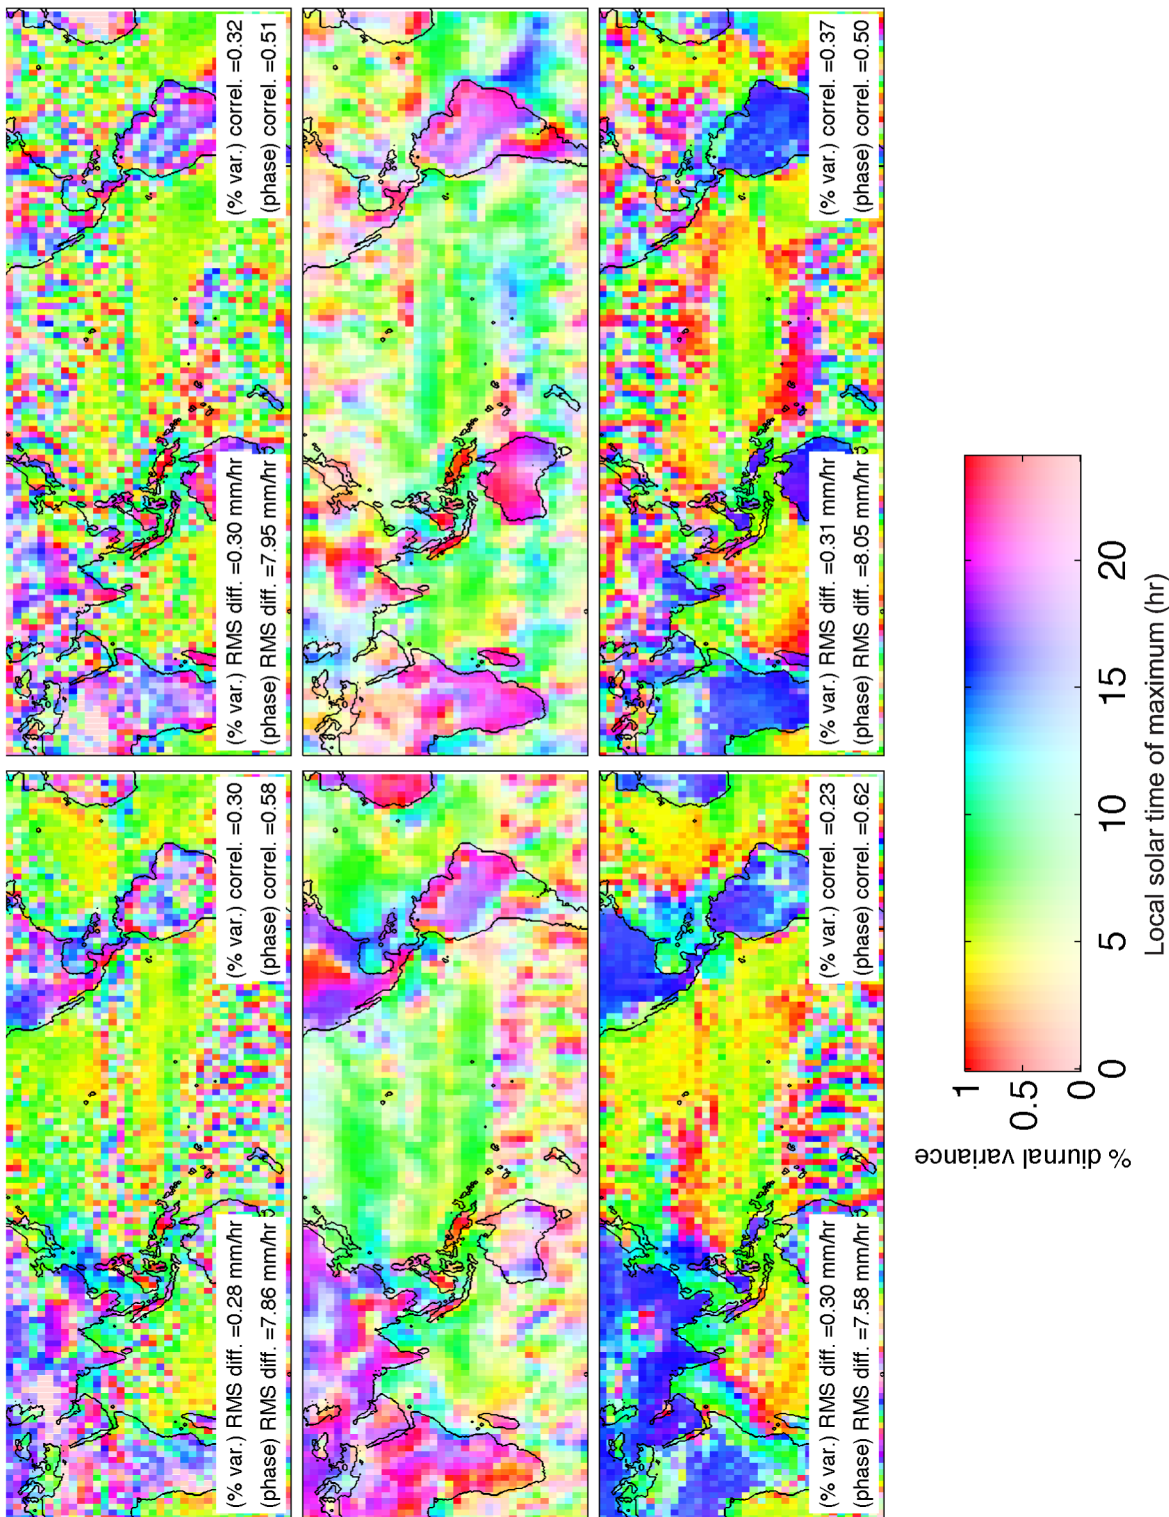 (% var.) RMS diff. =0.28 mm/hr
(phase) RMS diff. =7.86 mm/hr
(% var.) correl. =0.30
(phase) correl. =0.58
(% var.) RMS diff. =0.30 mm/hr
(phase) RMS diff. =7.95 mm/hr
(% var.) correl. =0.32
(phase) correl. =0.51
(% var.) RMS diff. =0.30 mm/hr
(phase) RMS diff. =7.58 mm/hr
(% var.) correl. =0.23
(phase) correl. =0.62
(% var.) RMS diff. =0.31 mm/hr
(phase) RMS diff. =8.05 mm/hr
(% var.) correl. =0.37
(phase) correl. =0.50
% diurnal variance
1
0.5
0
0 5 10 15 20
Local solar time of maximum (hr)